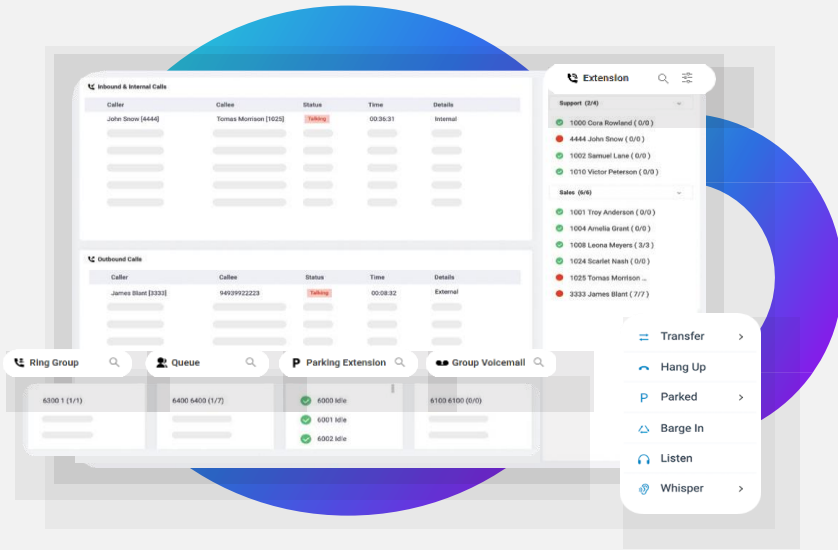 Inbound & Internal Calls
Caller Callee Status Time Details
John Snow [4444] Tomas Morrison [1025] Talking 00:36:31 Internal
Outbound Calls
Caller Callee Status Time Details
James Blant [3333] 94939922223 Talking 00:08:32 External
Extension
Support (2/4)
1000 Cora Rowland ( 0/0 )
4444 John Snow ( 0/0 )
1002 Samuel Lane ( 0/0 )
1010 Victor Peterson ( 0/0 )
Sales (6/6)
1001 Troy Anderson ( 0/0 )
1004 Amelia Grant ( 0/0 )
1008 Leona Meyers ( 3/3 )
1024 Scarlet Nash ( 0/0 )
1025 Tomas Morrison ...
3333 James Blant ( 7/7 )
Ring Group
6300 1 (1/1)
Queue
6400 6400 (1/7)
P Parking Extension
6000 Idle
6001 Idle
6002 Idle
Group Voicemail
6100 6100 (0/0)
Transfer
Hang Up
P Parked
Barge In
Listen
Whisper